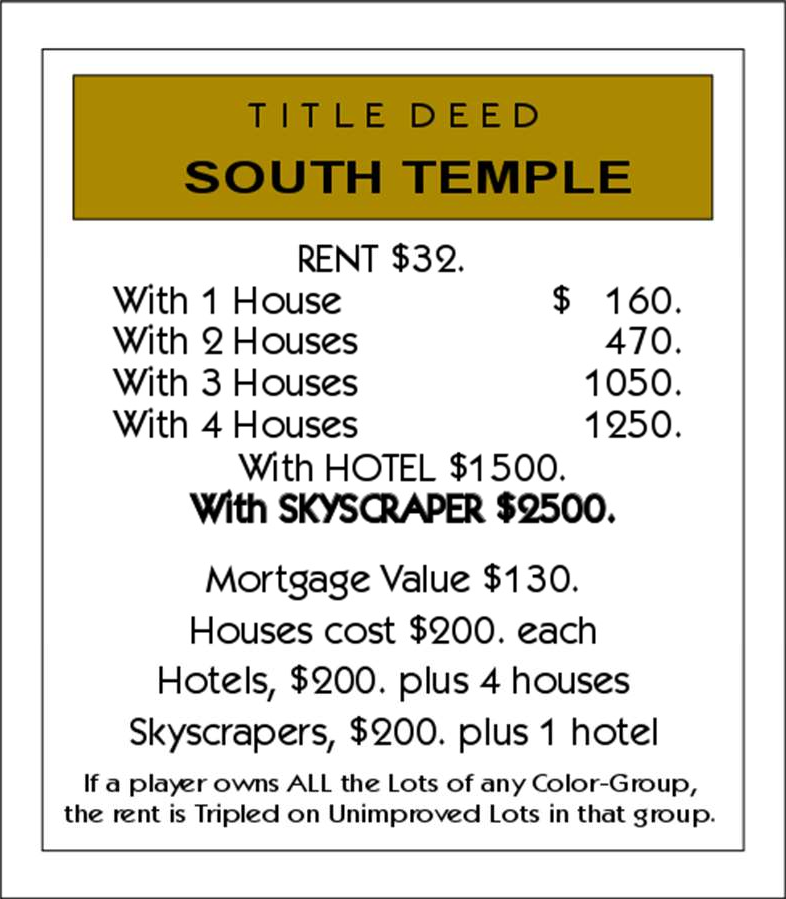 TITLE DEED
SOUTH TEMPLE
RENT $32.
With 1 House $ 160.
With 2 Houses 470.
With 3 Houses 1050.
With 4 Houses 1250.
With HOTEL $1500.
With SKYSCRAPER $2500.
Mortgage Value $130.
Houses cost $200. each
Hotels, $200. plus 4 houses
Skyscrapers, $200. plus 1 hotel
If a player owns ALL the Lots of any Color-Group,
the rent is Tripled on Unimproved Lots in that group.